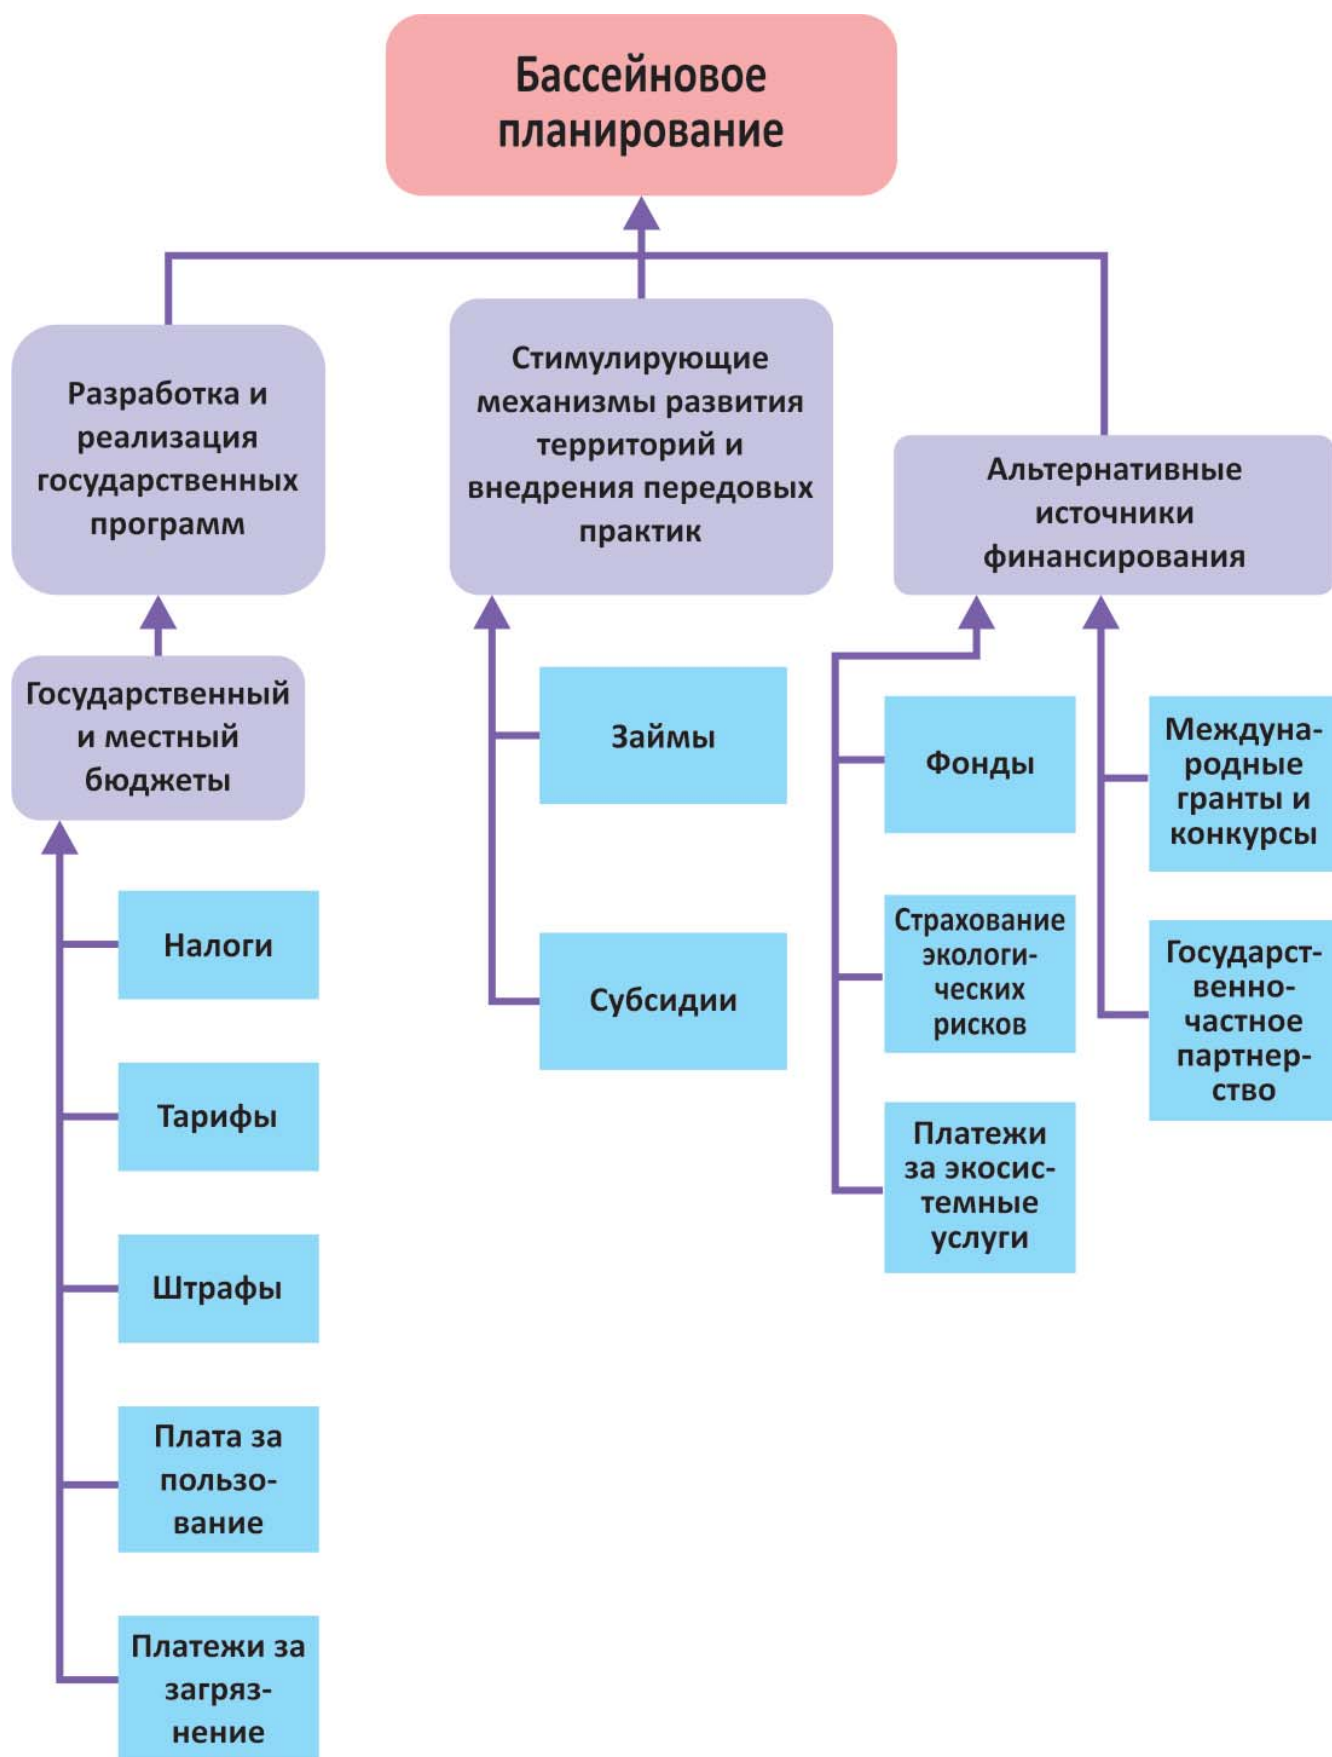 Бассейновое
планирование
Разработка и
реализация
государственных
программ
Государственный
и местный
бюджеты
Налоги
Тарифы
Штрафы
Плата за
пользо-
вание
Платежи за
загряз-
нение
Стимулирующие
механизмы развития
территорий и
внедрения передовых
практик
Займы
Субсидии
Альтернативные
источники
финансирования
Фонды
Страхование
экологи-
ческих
рисков
Платежи
за экосис-
темные
услуги
Междуна-
родные
гранты и
конкурсы
Государст-
венно-
частное
партнер-
ство